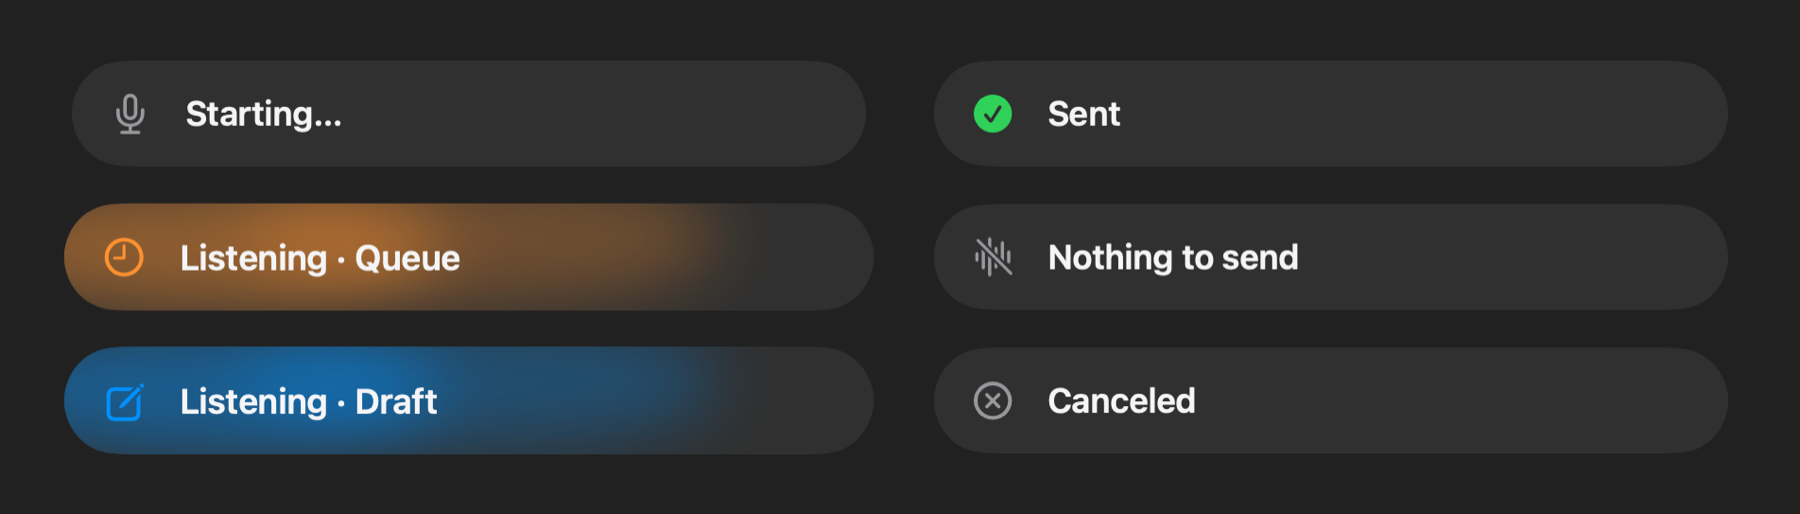 Starting...
Listening · Queue
Listening · Draft
Sent
Nothing to send
Canceled